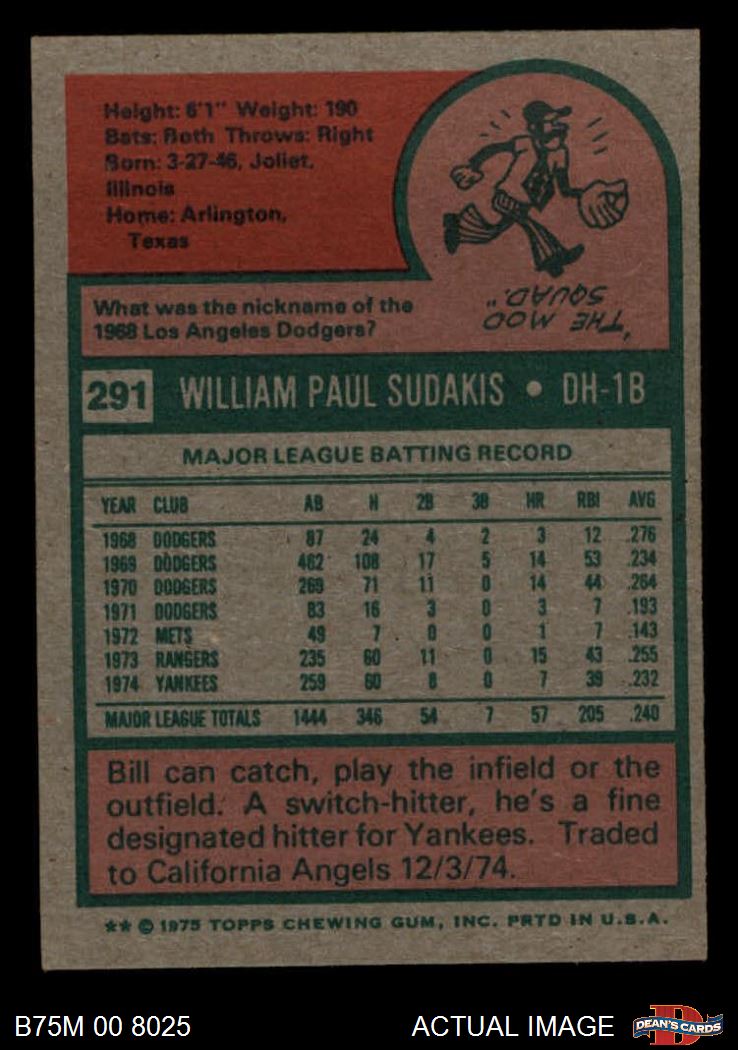 Height: 6'1" Weight: 190
Bats: Both Throws: Right
Born: 3-27-46, Joliet,
Illinois
Home: Arlington,
Texas
What was the nickname of the
1968 Los Angeles Dodgers?
"THE MOD
SQUAD."
291 WILLIAM PAUL SUDAKIS • DH-1B
MAJOR LEAGUE BATTING RECORD
YEAR CLUB AB H 2B 3B HR RBI AVG
1968 DODGERS 87 24 4 2 3 12 .276
1969 DODGERS 462 108 17 5 14 53 .234
1970 DODGERS 269 71 11 0 14 44 .264
1971 DODGERS 83 16 3 0 3 7 .193
1972 METS 49 7 0 0 1 7 .143
1973 RANGERS 235 60 11 0 15 43 .255
1974 YANKEES 259 60 8 0 7 39 .232
MAJOR LEAGUE TOTALS 1444 346 54 7 57 205 .240
Bill can catch, play the infield or the
outfield. A switch-hitter, he's a fine
designated hitter for Yankees. Traded
to California Angels 12/3/74.
** © 1975 TOPPS CHEWING GUM, INC. PRTD IN U.S.A.
B75M 00 8025 ACTUAL IMAGE D DEAN'S CARDS